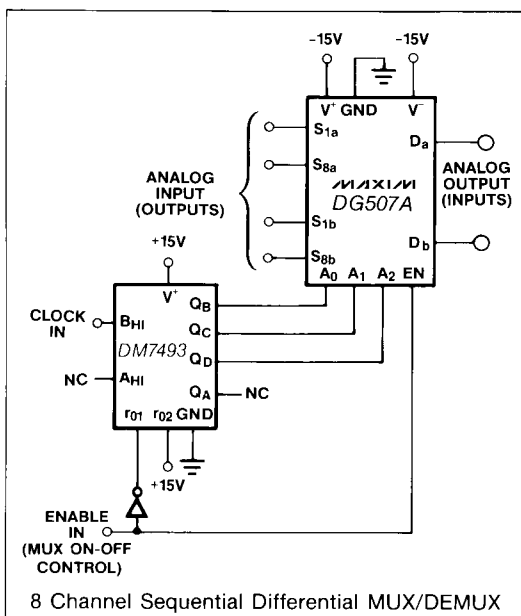 -15V
-15V
V+ GND V-
S1a
S8a
S1b
S8b
Da
Db
MAXIM
DG507A
A0 A1 A2 EN
ANALOG
INPUT
(OUTPUTS)
ANALOG
OUTPUT
(INPUTS)
+15V
V+
CLOCK
IN
BHI
DM7493
NC
AHI
QB
QC
QD
QA
NC
r01 r02 GND
+15V
ENABLE
IN
(MUX ON-OFF
CONTROL)
8 Channel Sequential Differential MUX/DEMUX